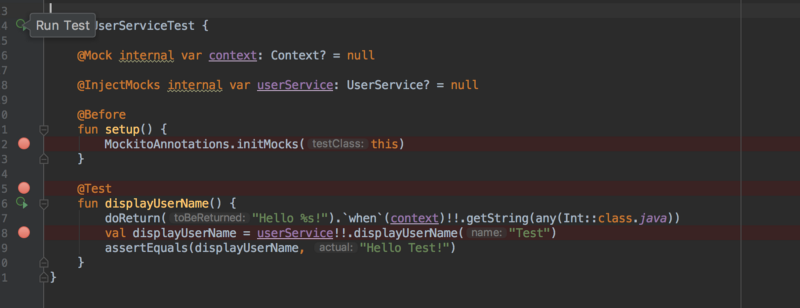 3
4 Run Test UserServiceTest {
5
6 @Mock internal var context: Context? = null
7
8 @InjectMocks internal var userService: UserService? = null
9
0 @Before
1 fun setup() {
2 MockitoAnnotations.initMocks( testClass: this)
3 }
4
5 @Test
6 fun displayUserName() {
7 doReturn( toBeReturned: "Hello %s!").`when`(context)!!.getString(any(Int::class.java))
8 val displayUserName = userService!!.displayUserName( name: "Test")
9 assertEquals(displayUserName, actual: "Hello Test!")
0 }
1 }